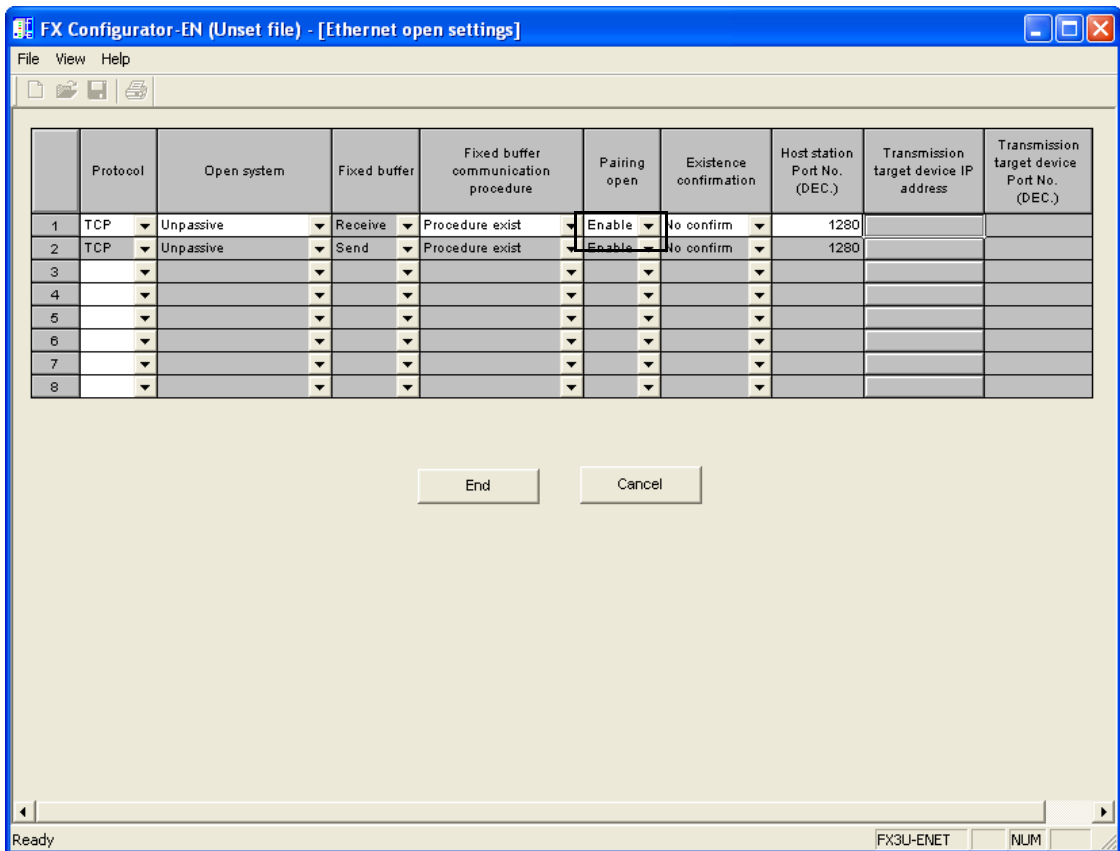 FX Configurator-EN (Unset file) - [Ethernet open settings]
File View Help
Protocol Open system Fixed buffer Fixed buffer communication procedure Pairing open Existence confirmation Host station Port No. (DEC.) Transmission target device IP address Transmission target device Port No. (DEC.)
1 TCP Unpassive Receive Procedure exist Enable No confirm 1280
2 TCP Unpassive Send Procedure exist Enable No confirm 1280
3
4
5
6
7
8
End Cancel
Ready FX3U-ENET NUM